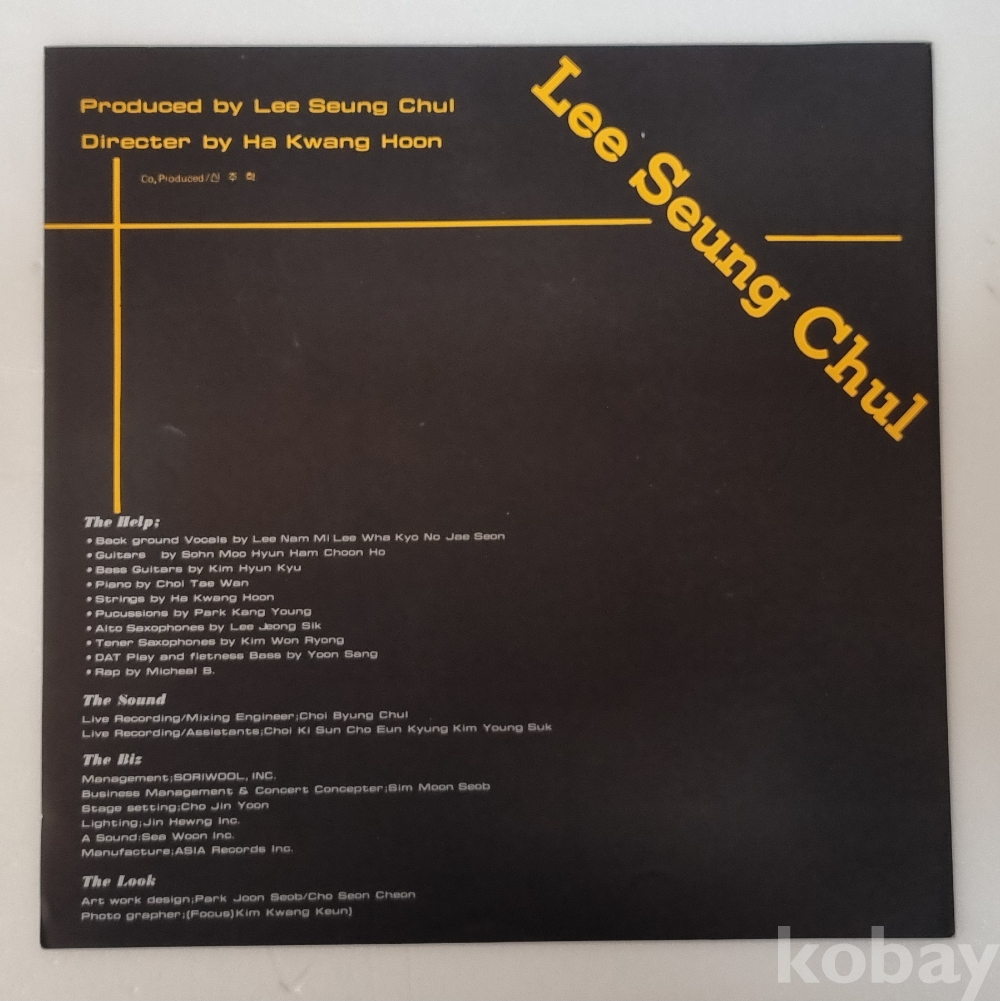 Produced by Lee Seung Chul
Directer by Ha Kwang Hoon
Co, Produced/신 주 학
Lee Seung Chul
The Help;
• Back ground Vocals by Lee Nam Mi Lee Wha Kyo No Jae Seon
• Guitars by Sohn Moo Hyun Ham Choon Ho
• Bass Guitars by Kim Hyun Kyu
• Piano by Choi Tae Wan
• Strings by Ha Kwang Hoon
• Pucussions by Park Kang Young
• Alto Saxophones by Lee Jeong Sik
• Tener Saxophones by Kim Won Ryong
• DAT Play and fletness Bass by Yoon Sang
• Rap by Micheal B.
The Sound
Live Recording/Mixing Engineer;Choi Byung Chul
Live Recording/Assistants;Choi Ki Sun Cho Eun Kyung Kim Young Suk
The Biz
Management;SORIWOOL, INC.
Business Management & Concert Concepter;Sim Moon Seob
Stage setting;Cho Jin Yoon
Lighting;Jin Hewng Inc.
A Sound:Sea Woon Inc.
Manufacture;ASIA Records Inc.
The Look
Art work design;Park Joon Seob/Cho Seon Cheon
Photo grapher;(Focus)Kim Kwang Keun)
kobay